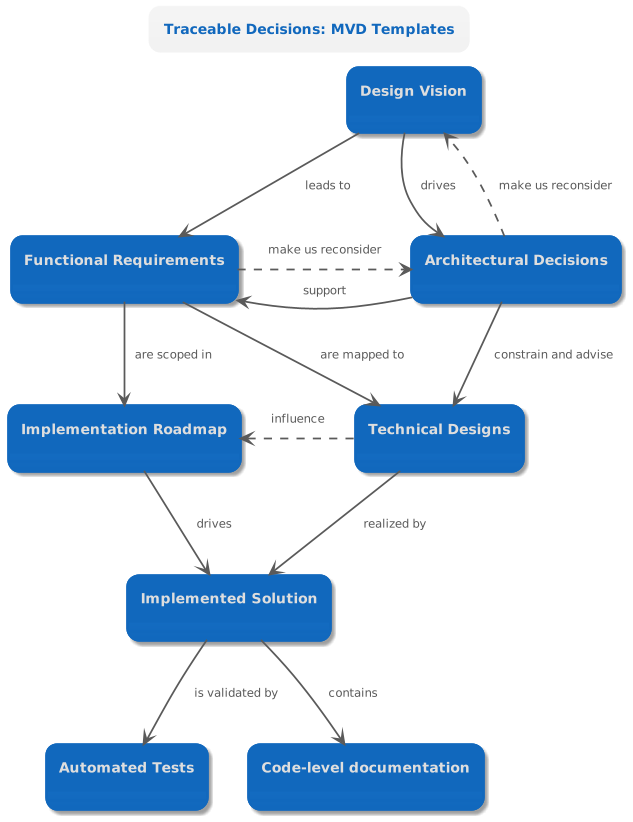 Traceable Decisions: MVD Templates
Design Vision
leads to
drives
make us reconsider
Functional Requirements
make us reconsider
Architectural Decisions
support
are scoped in
are mapped to
constrain and advise
Implementation Roadmap
influence
Technical Designs
drives
realized by
Implemented Solution
is validated by
contains
Automated Tests
Code-level documentation